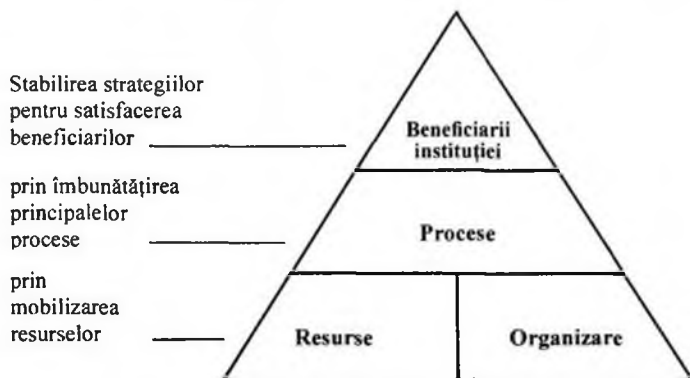 Stabilirea strategiilor
pentru satisfacerea
beneficiarilor
Beneficiarii
instituției
prin îmbunătățirea
principalelor
procese
Procese
prin
mobilizarea
resurselor
Resurse
Organizare